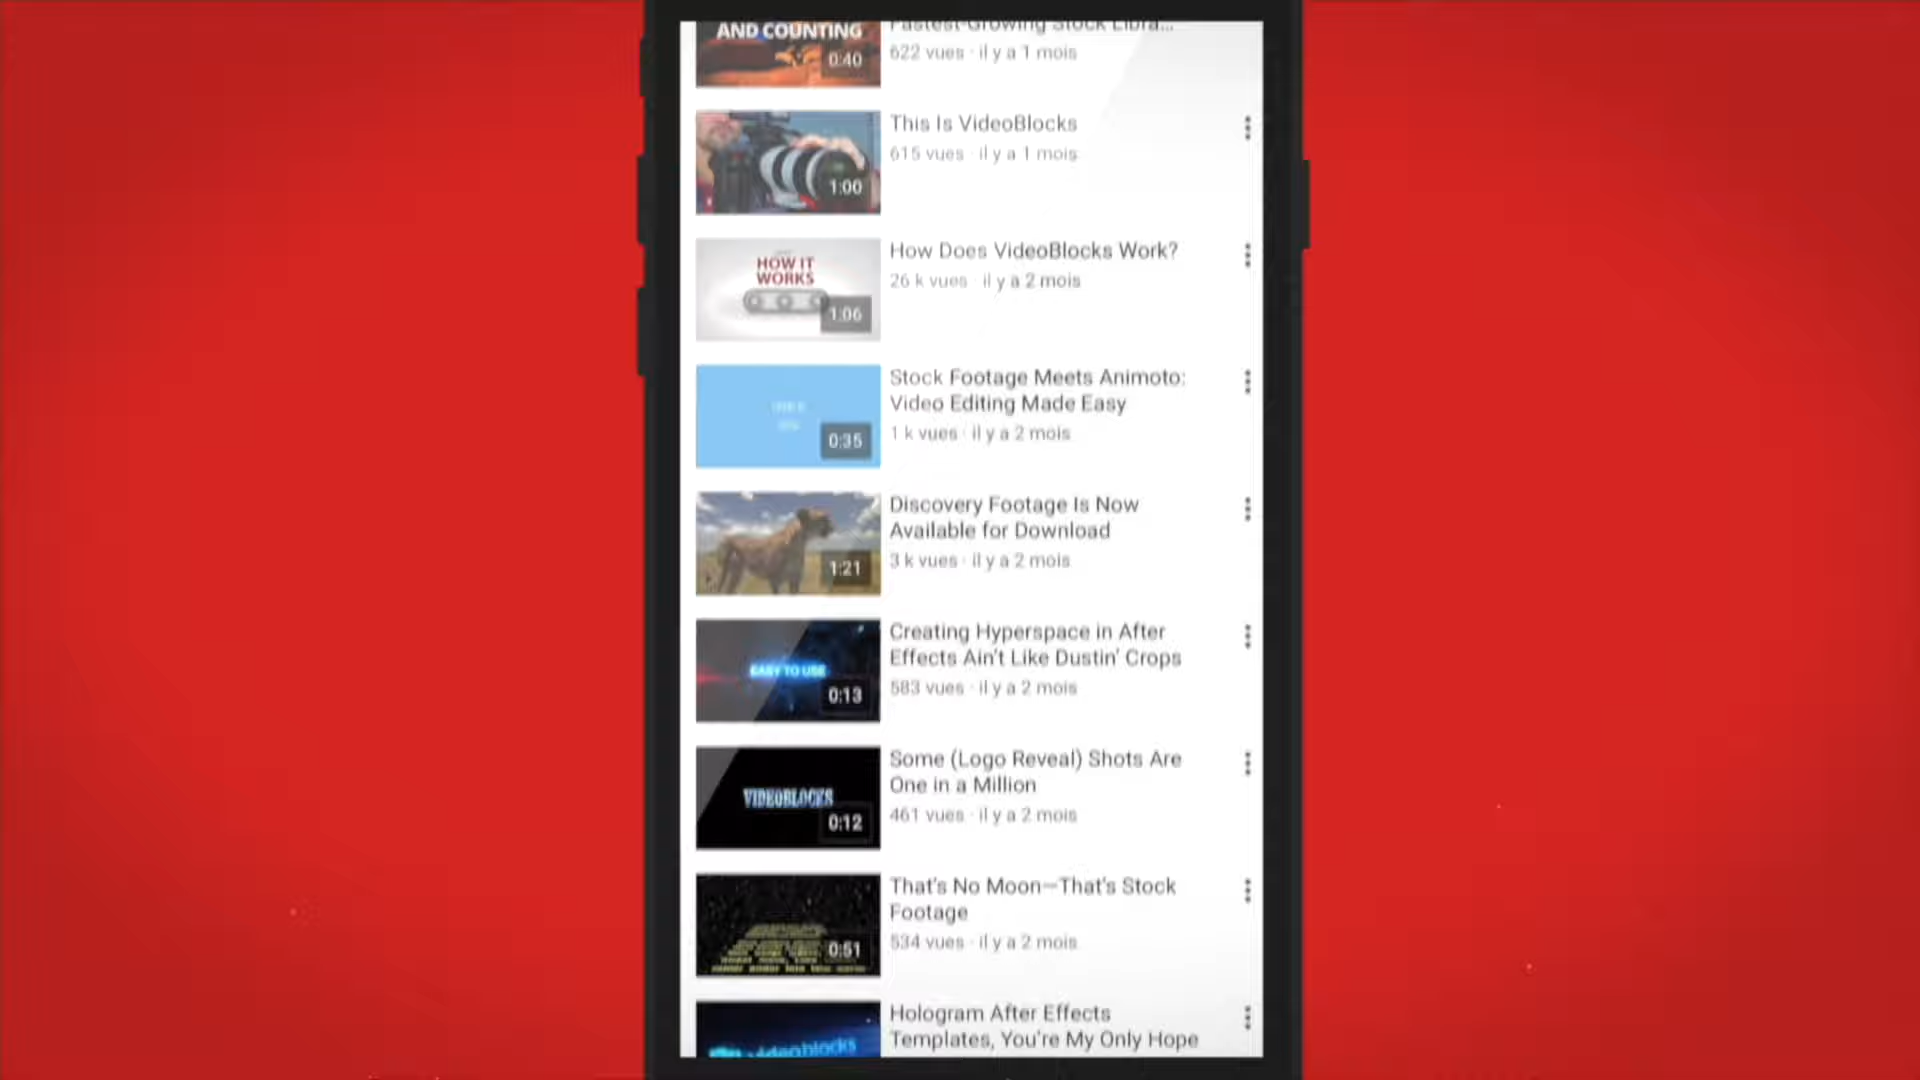 AND COUNTING
0:40
Fastest-Growing Stock Libra...
622 vues · il y a 1 mois
1:00
This Is VideoBlocks
615 vues · il y a 1 mois
HOW IT
WORKS
1:06
How Does VideoBlocks Work?
26 k vues · il y a 2 mois
0:35
Stock Footage Meets Animoto:
Video Editing Made Easy
1 k vues · il y a 2 mois
1:21
Discovery Footage Is Now
Available for Download
3 k vues · il y a 2 mois
EASY TO USE
0:13
Creating Hyperspace in After
Effects Ain't Like Dustin' Crops
583 vues · il y a 2 mois
VIDEOBLOCKS
0:12
Some (Logo Reveal) Shots Are
One in a Million
461 vues · il y a 2 mois
0:51
That's No Moon—That's Stock
Footage
534 vues · il y a 2 mois
videoblocks
Hologram After Effects
Templates, You're My Only Hope